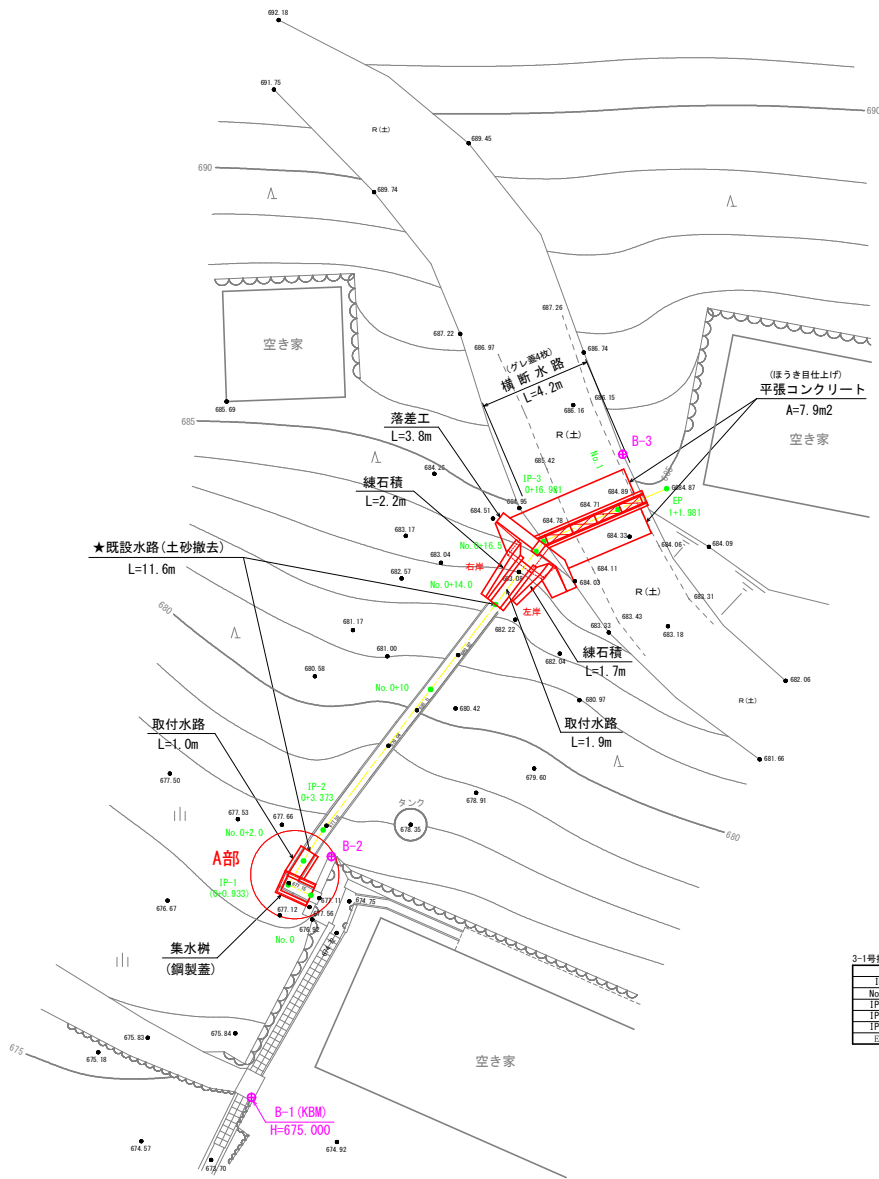 692.18
691.75
690
R(土)
689.45
690
689.74
687.26
687.22
686.97
686.74
空き家
(グレ蓋4枚)
横断水路
L=4.2m
(ほうき目仕上げ)
平張コンクリート
A=7.9m2
686.15
685.69
686.16
空き家
685
落差工
L=3.8m
R(土)
B-3
No.1
685.42
684.26
練石積
L=2.2m
IP-3
0+16.981
685
684.89
684.87
EP
1+1.981
684.71
684.51
684.78
683.17
★既設水路(土砂撤去)
L=11.6m
No.0+16.5
684.33
684.06
684.09
683.04
右岸
684.11
682.57
No.0+14.0
684.03
R(土)
683.31
左岸
680
682.22
683.43
683.33
683.18
681.17
681.00
682.04
練石積
L=1.7m
680.58
682.06
No.0+10
680.97
R(土)
680.42
取付水路
L=1.0m
取付水路
L=1.9m
681.66
677.50
679.60
IP-2
0+3.373
678.91
677.53
677.66
タンク
No.0+2.0
678.35
680
A部
B-2
IP-1
(0+0.933)
676.67
677.11
674.75
677.12
677.56
676.92
No.0
集水桝
(鋼製蓋)
675.83
675.84
675
675.18
空き家
B-1(KBM)
H=675.000
674.57
674.92
673.70